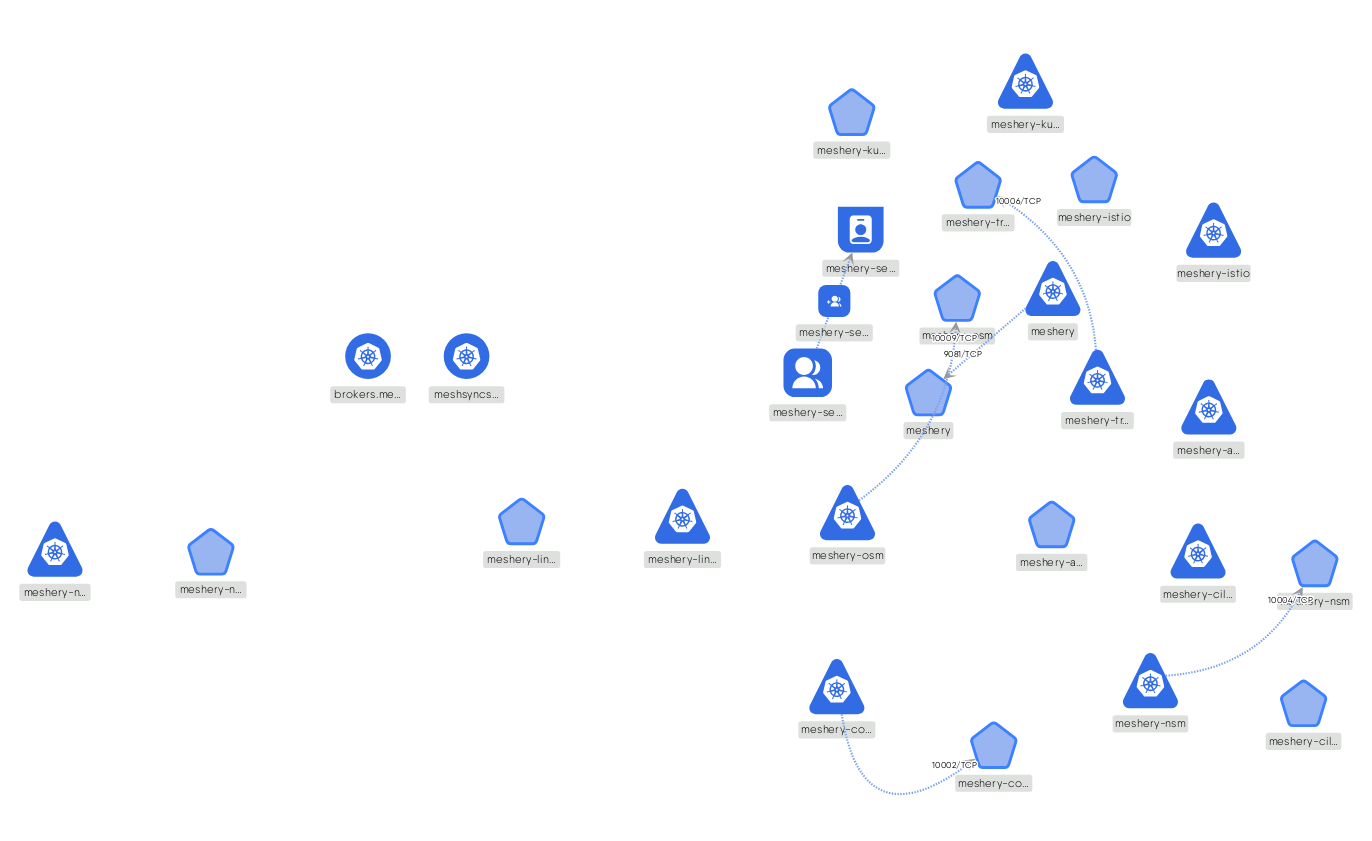 meshery-ku...
meshery-ku...
10006/TCP
meshery-tr...
meshery-istio
meshery-se...
meshery-istio
meshery-se...
meshery
10009/TCP
9081/TCP
brokers.me...
meshsyncs...
meshery-se...
meshery
meshery-tr...
meshery-a...
meshery-lin...
meshery-lin...
meshery-osm
meshery-a...
meshery-n...
meshery-n...
meshery-cil...
10004/TCP
meshery-co...
meshery-nsm
meshery-cil...
10002/TCP
meshery-co...